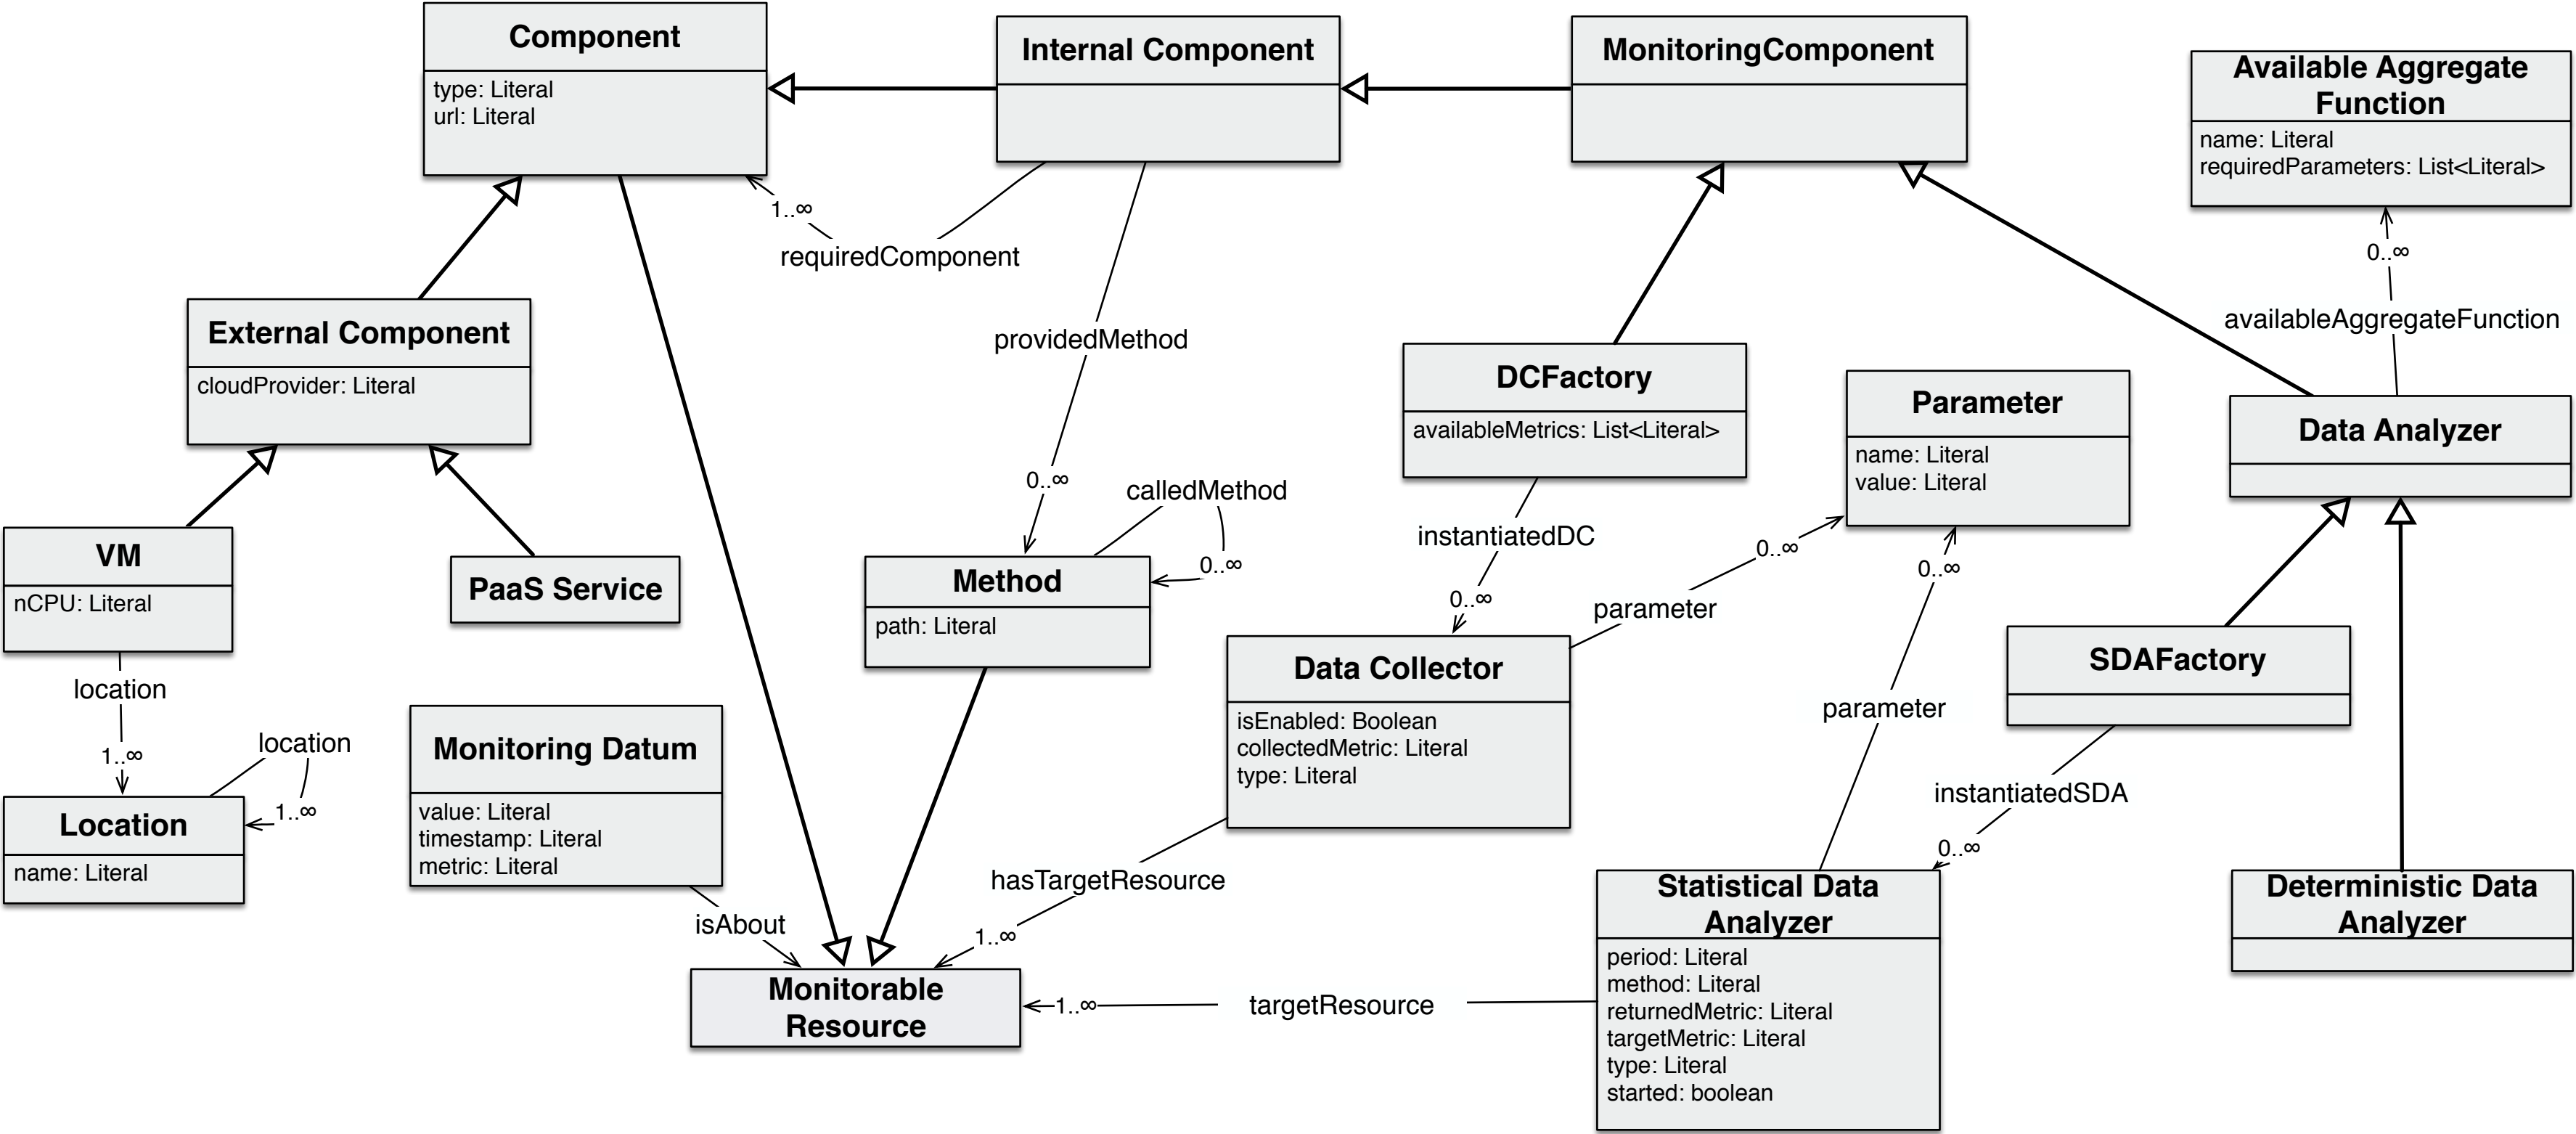 Component
type: Literal
url: Literal
Internal Component
MonitoringComponent
Available Aggregate
Function
name: Literal
requiredParameters: List<Literal>
1..∞
requiredComponent
0..∞
availableAggregateFunction
External Component
cloudProvider: Literal
providedMethod
0..∞
DCFactory
availableMetrics: List<Literal>
Parameter
name: Literal
value: Literal
Data Analyzer
VM
nCPU: Literal
PaaS Service
calledMethod
0..∞
Method
path: Literal
instantiatedDC
0..∞
0..∞
parameter
0..∞
parameter
Data Collector
isEnabled: Boolean
collectedMetric: Literal
type: Literal
SDAFactory
location
1..∞
location
1..∞
Location
name: Literal
Monitoring Datum
value: Literal
timestamp: Literal
metric: Literal
isAbout
hasTargetResource
1..∞
instantiatedSDA
0..∞
Monitorable
Resource
1..∞
targetResource
Statistical Data
Analyzer
period: Literal
method: Literal
returnedMetric: Literal
targetMetric: Literal
type: Literal
started: boolean
Deterministic Data
Analyzer